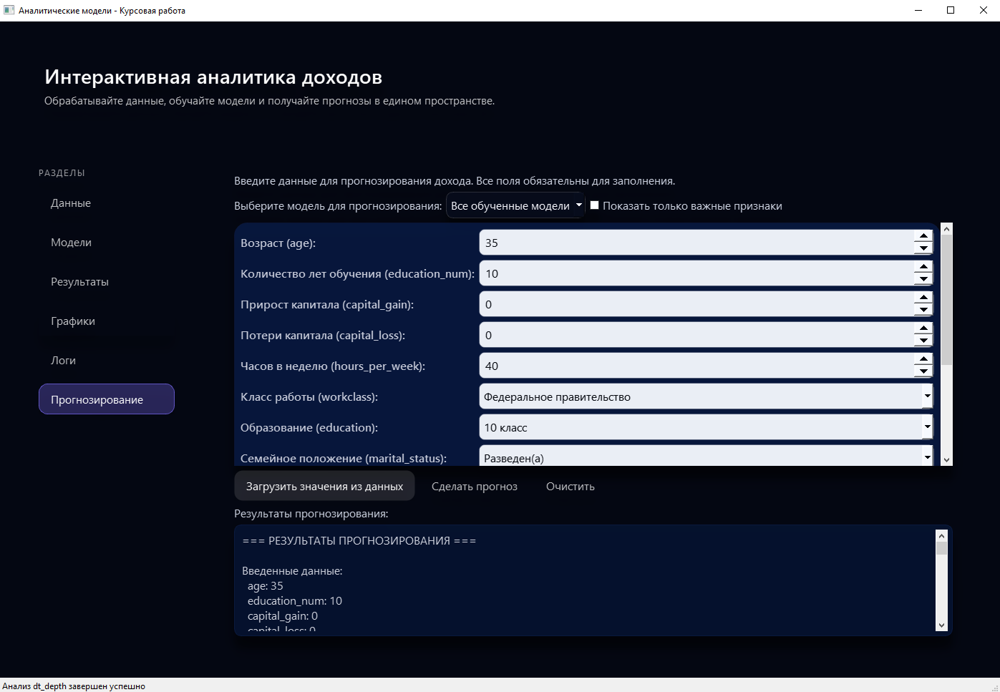 Аналитические модели - Курсовая работа
Интерактивная аналитика доходов
Обрабатывайте данные, обучайте модели и получайте прогнозы в едином пространстве.
РАЗДЕЛЫ
Данные
Модели
Результаты
Графики
Логи
Прогнозирование
Введите данные для прогнозирования дохода. Все поля обязательны для заполнения.
Выберите модель для прогнозирования: Все обученные модели Показать только важные признаки
Возраст (age): 35
Количество лет обучения (education_num): 10
Прирост капитала (capital_gain): 0
Потери капитала (capital_loss): 0
Часов в неделю (hours_per_week): 40
Класс работы (workclass): Федеральное правительство
Образование (education): 10 класс
Семейное положение (marital_status): Разведен(а)
Загрузить значения из данных Сделать прогноз Очистить
Результаты прогнозирования:
=== РЕЗУЛЬТАТЫ ПРОГНОЗИРОВАНИЯ ===
Введенные данные:
age: 35
education_num: 10
capital_gain: 0
capital_loss: 0
Анализ dt_depth завершен успешно